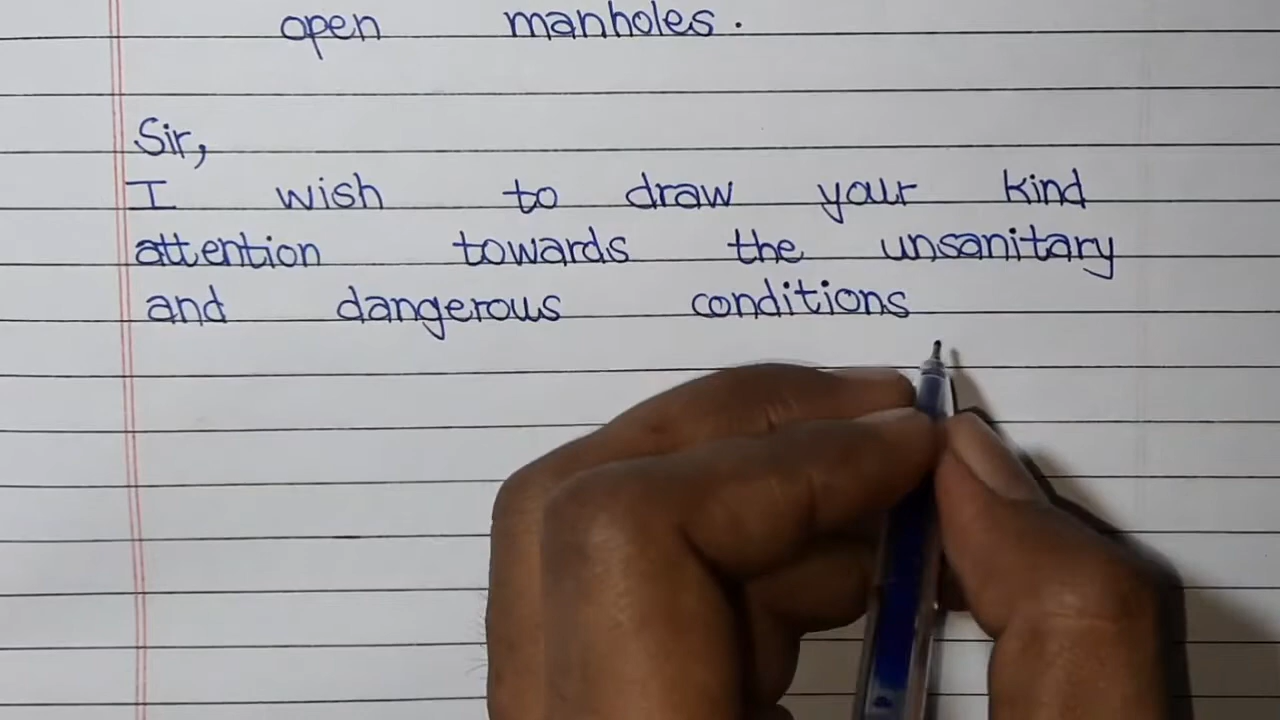 open manholes.
Sir,
I wish to draw your kind
attention towards the unsanitary
and dangerous conditions